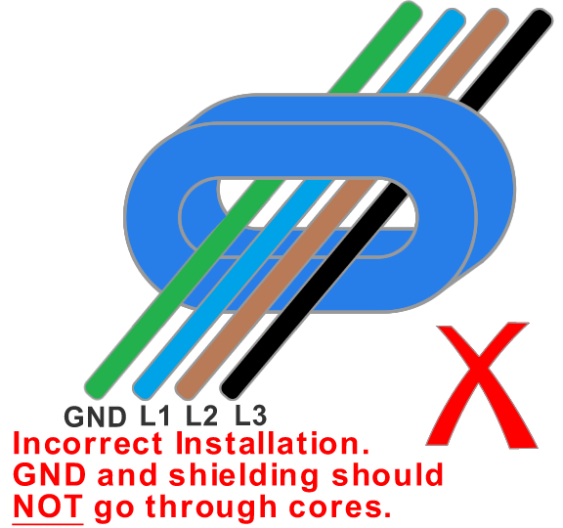 GND L1 L2 L3
Incorrect Installation.
GND and shielding should
NOT go through cores.